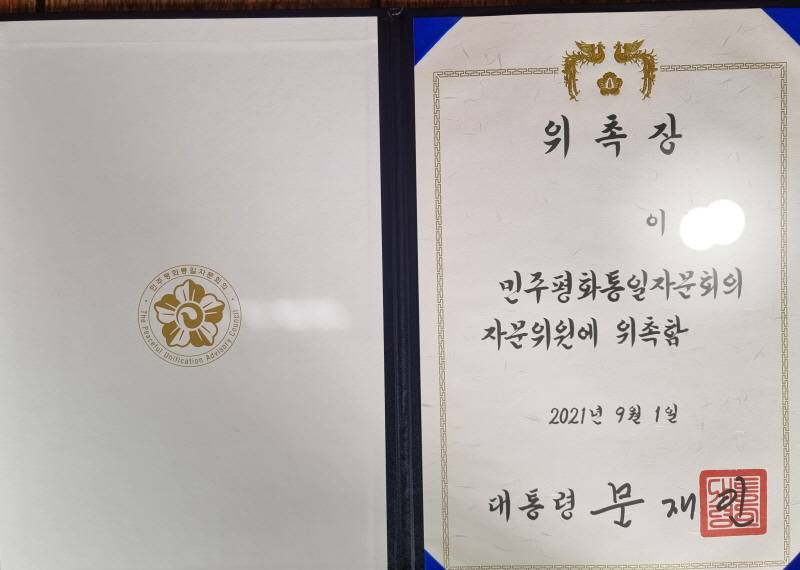 민주평화통일자문회의
The Peaceful Unification Advisory Council
위 촉 장
이
민주평화통일자문회의
자문위원에 위촉함
2021년 9월 1일
대통령 문재인